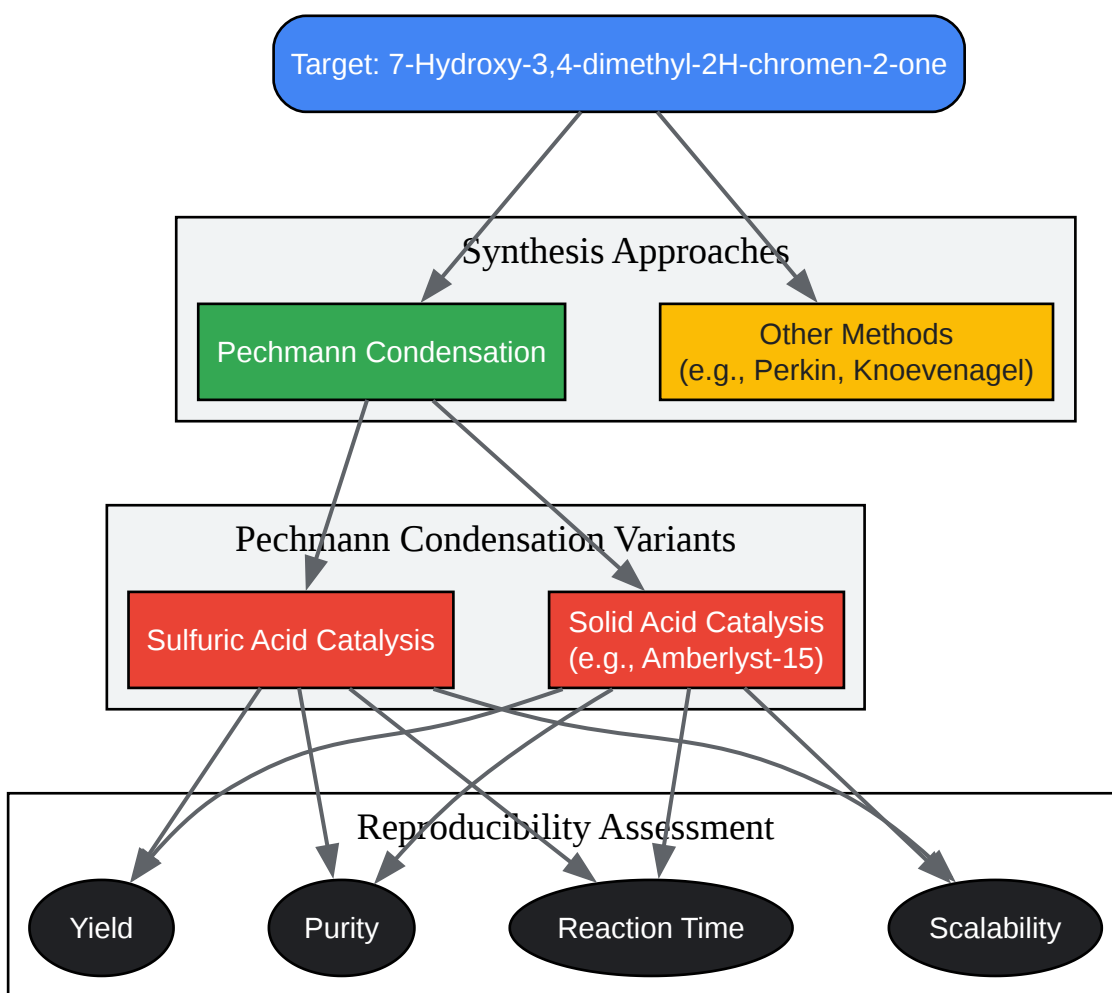 Target: 7-Hydroxy-3,4-dimethyl-2H-chromen-2-one
Synthesis Approaches
Pechmann Condensation
Other Methods
(e.g., Perkin, Knoevenagel)
Pechmann Condensation Variants
Sulfuric Acid Catalysis
Solid Acid Catalysis
(e.g., Amberlyst-15)
Reproducibility Assessment
Yield
Purity
Reaction Time
Scalability